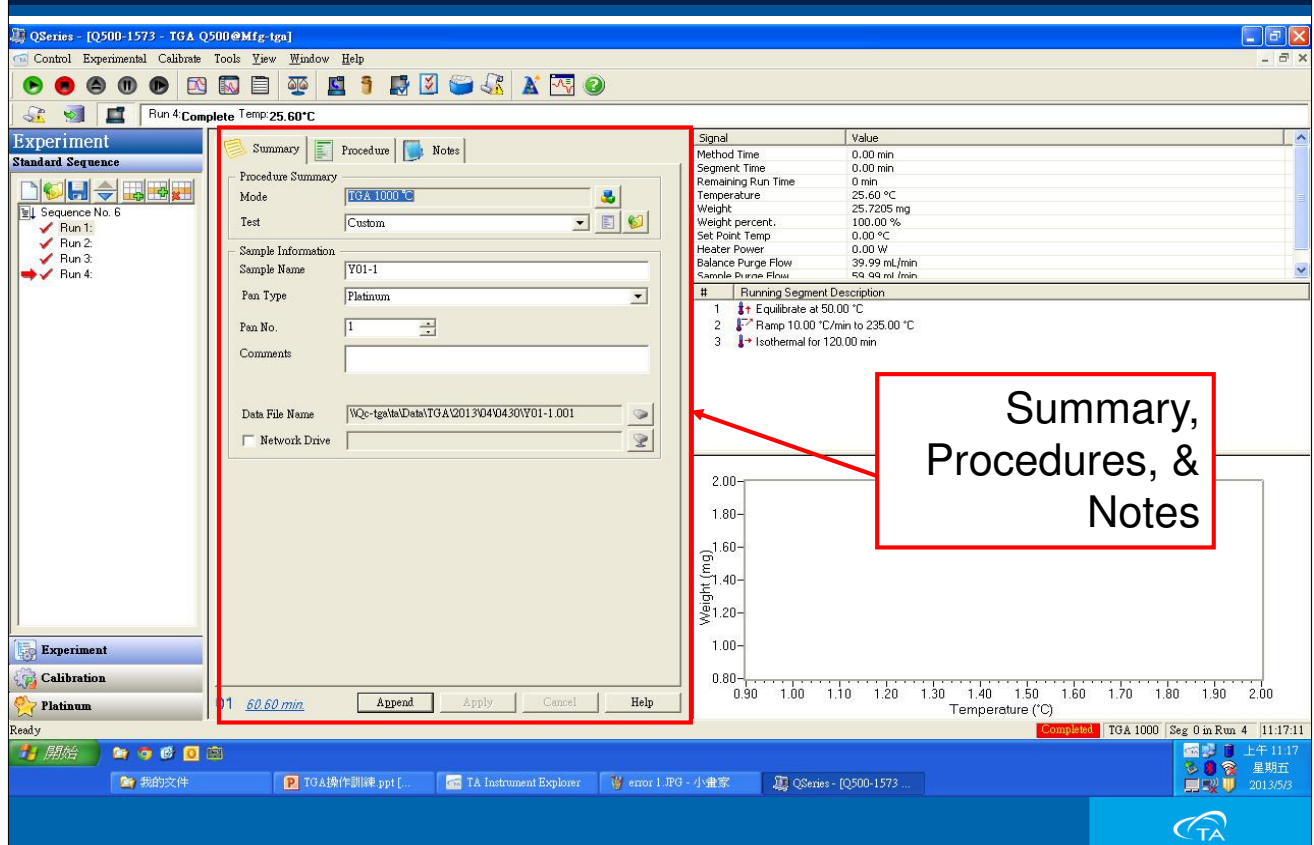 QSeries - [Q500-1573 - TGA Q500@Mfg-tga]
Control Experimental Calibrate Tools View Window Help
Run 4:Complete Temp:25.60°C
Experiment
Standard Sequence
Sequence No. 6
Run 1:
Run 2:
Run 3:
Run 4:
Experiment
Calibration
Platinum
Summary Procedure Notes
Procedure Summary
Mode TGA 1000 °C
Test Custom
Sample Information
Sample Name Y01-1
Pan Type Platinum
Pan No. 1
Comments
Data File Name \\Qc-tga\ta\Data\TGA\2013\04\0430\Y01-1.001
Network Drive
60.60 min.
Append Apply Cancel Help
Signal Value
Method Time 0.00 min
Segment Time 0.00 min
Remaining Run Time 0 min
Temperature 25.60 °C
Weight 25.7205 mg
Weight percent. 100.00 %
Set Point Temp 0.00 °C
Heater Power 0.00 W
Balance Purge Flow 39.99 mL/min
Sample Purge Flow 59.99 mL/min
# Running Segment Description
1 Equilibrate at 50.00 °C
2 Ramp 10.00 °C/min to 235.00 °C
3 Isothermal for 120.00 min
Summary,
Procedures, &
Notes
2.00
1.80
1.60
1.40
1.20
1.00
0.80
Weight (mg)
0.90 1.00 1.10 1.20 1.30 1.40 1.50 1.60 1.70 1.80 1.90 2.00
Temperature (°C)
Ready
Completed TGA 1000 Seg 0 in Run 4 11:17:11
開始
我的文件 TGA操作訓練.ppt [... TA Instrument Explorer error 1.JPG - 小畫家 QSeries - [Q500-1573 ...
上午 11:17
星期五
2013/5/3
TA